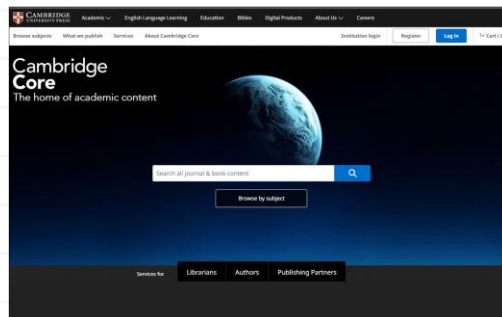 CAMBRIDGE UNIVERSITY PRESS Academic English Language Learning Education Bibles Digital Products About Us Careers
Browse subjects What we publish Services About Cambridge Core Institution login Register Log in Cart
Cambridge
Core
The home of academic content
Search all journal & book content
Browse by subject
Services for Librarians Authors Publishing Partners